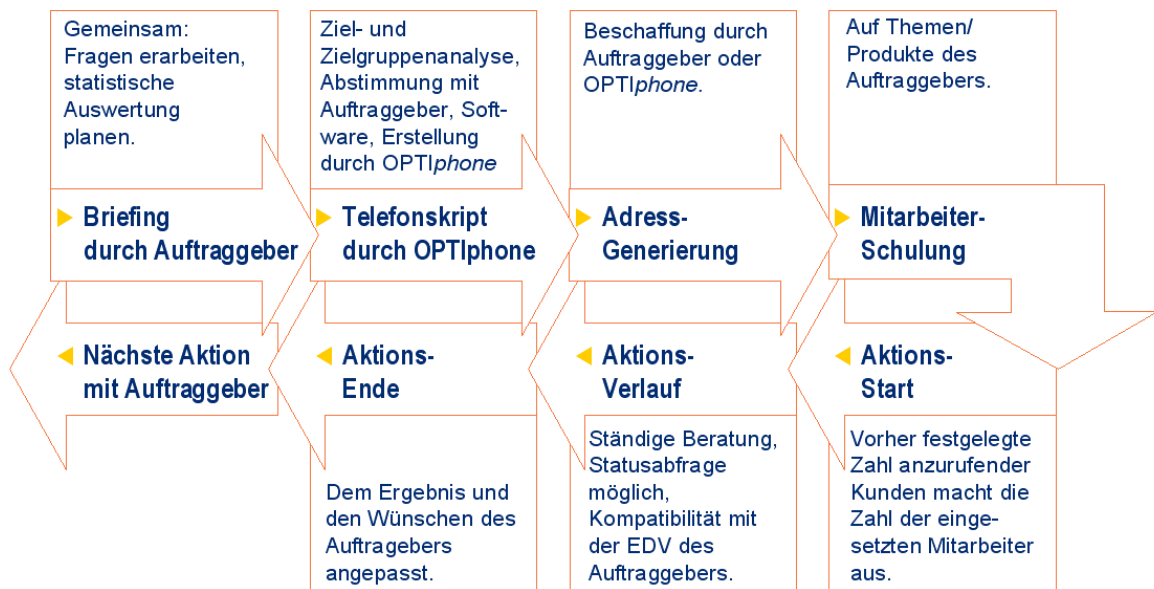 Gemeinsam:
Fragen erarbeiten,
statistische
Auswertung
planen.
Ziel- und
Zielgruppenanalyse,
Abstimmung mit
Auftraggeber, Soft-
ware, Erstellung
durch OPTIphone
Beschaffung durch
Auftraggeber oder
OPTIphone.
Auf Themen/
Produkte des
Auftraggebers.
Briefing
durch Auftraggeber
Telefonskript
durch OPTIphone
Adress-
Generierung
Mitarbeiter-
Schulung
Nächste Aktion
mit Auftraggeber
Aktions-
Ende
Aktions-
Verlauf
Aktions-
Start
Dem Ergebnis und
den Wünschen des
Auftragebers
angepasst.
Ständige Beratung,
Statusabfrage
möglich,
Kompatibilität mit
der EDV des
Auftraggebers.
Vorher festgelegte
Zahl anzurufender
Kunden macht die
Zahl der einge-
setzten Mitarbeiter
aus.